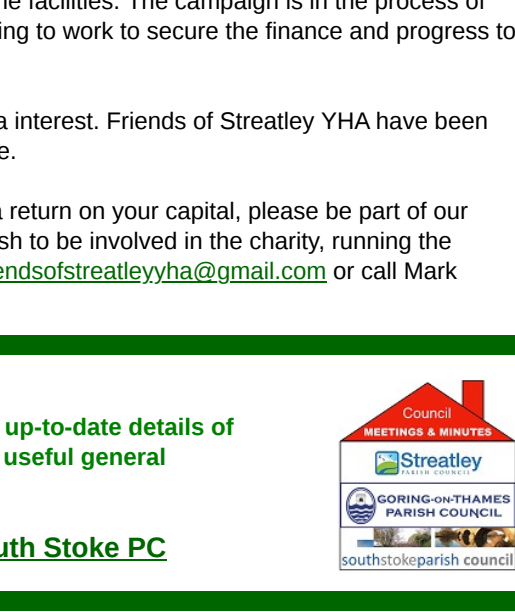 he facilities. The campaign is in the process of
ing to work to secure the finance and progress to
a interest. Friends of Streatley YHA have been
e.
a return on your capital, please be part of our
sh to be involved in the charity, running the
endsofstreatleyyha@gmail.com or call Mark
up-to-date details of
useful general
uth Stoke PC
Council
MEETINGS & MINUTES
Streatley
PARISH COUNCIL
GORING-ON-THAMES
PARISH COUNCIL
southstokeparish council